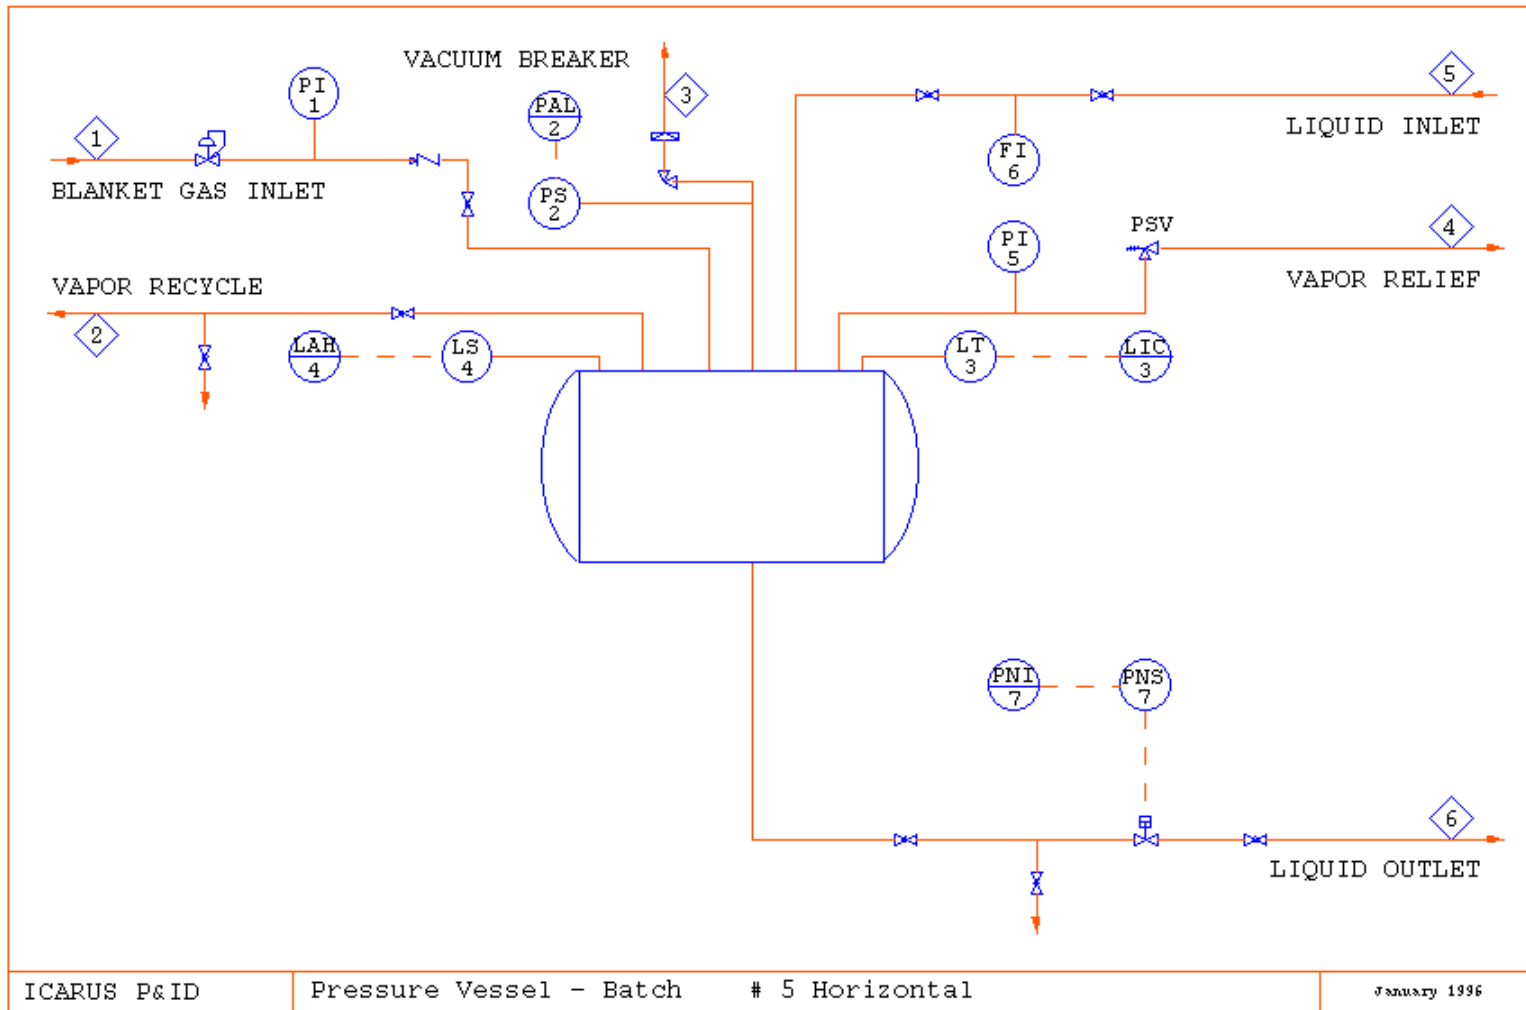 VACUUM BREAKER
PI
1
PAL
2
3
5
LIQUID INLET
1
BLANKET GAS INLET
FI
6
PS
2
PSV
PI
5
4
VAPOR RELIEF
VAPOR RECYCLE
2
LAH
4
LS
4
LT
3
LIC
3
PNI
7
PNS
7
6
LIQUID OUTLET
ICARUS P&ID
Pressure Vessel - Batch # 5 Horizontal
January 1996